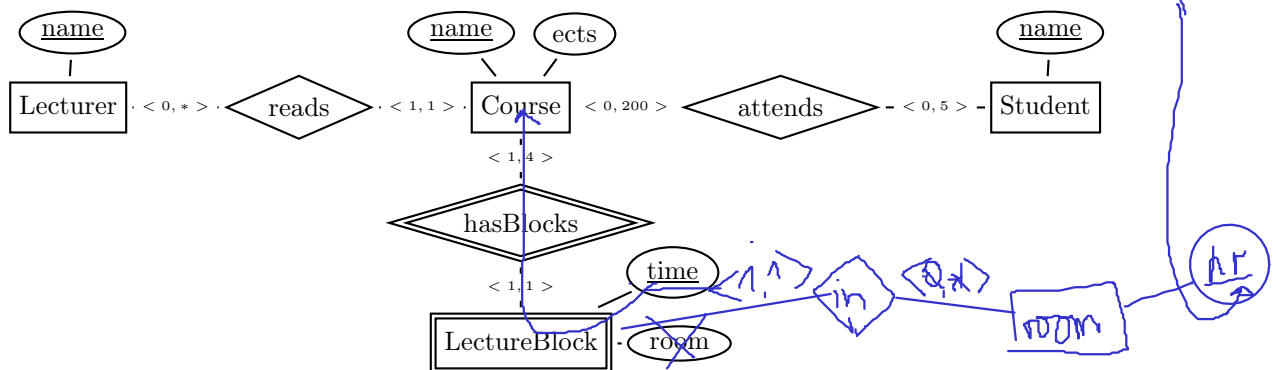 name name ects name
Lecturer < 0, * > reads < 1, 1 > Course < 0, 200 > attends < 0, 5 > Student
< 1, 4 >
hasBlocks
time <1,1> <0,*> nr
< 1, 1 > in room
LectureBlock room